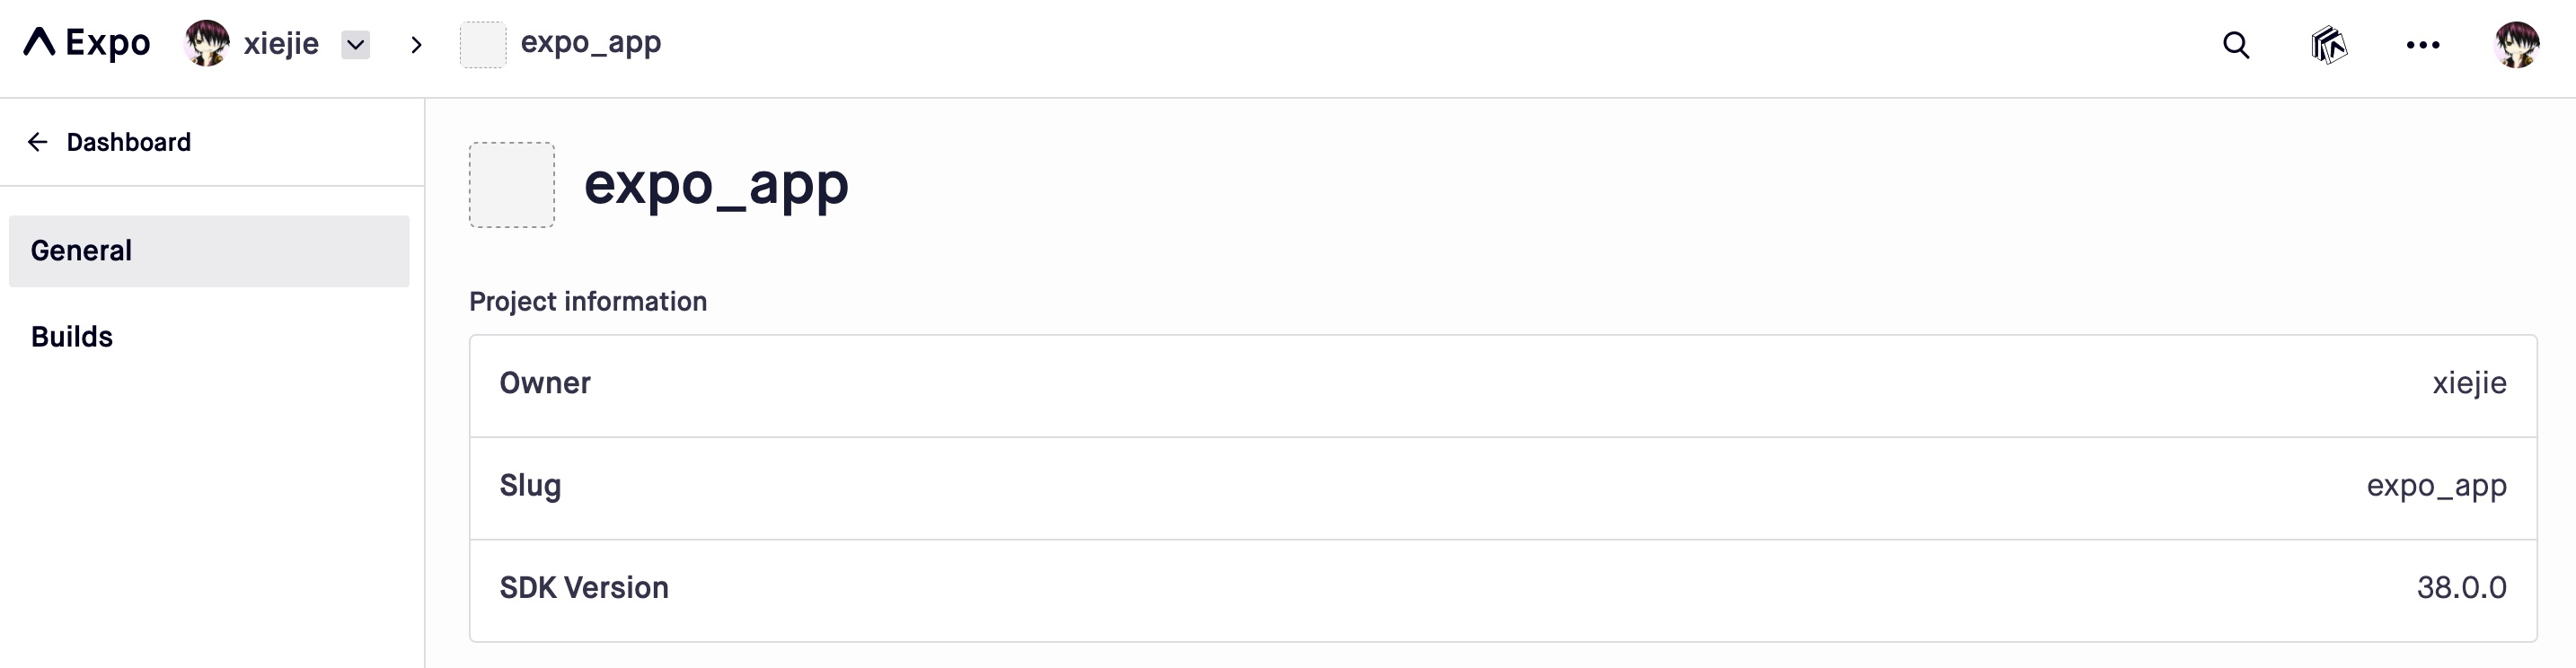 Expo xiejie expo_app
Dashboard
General
Builds
expo_app
Project information
Owner xiejie
Slug expo_app
SDK Version 38.0.0